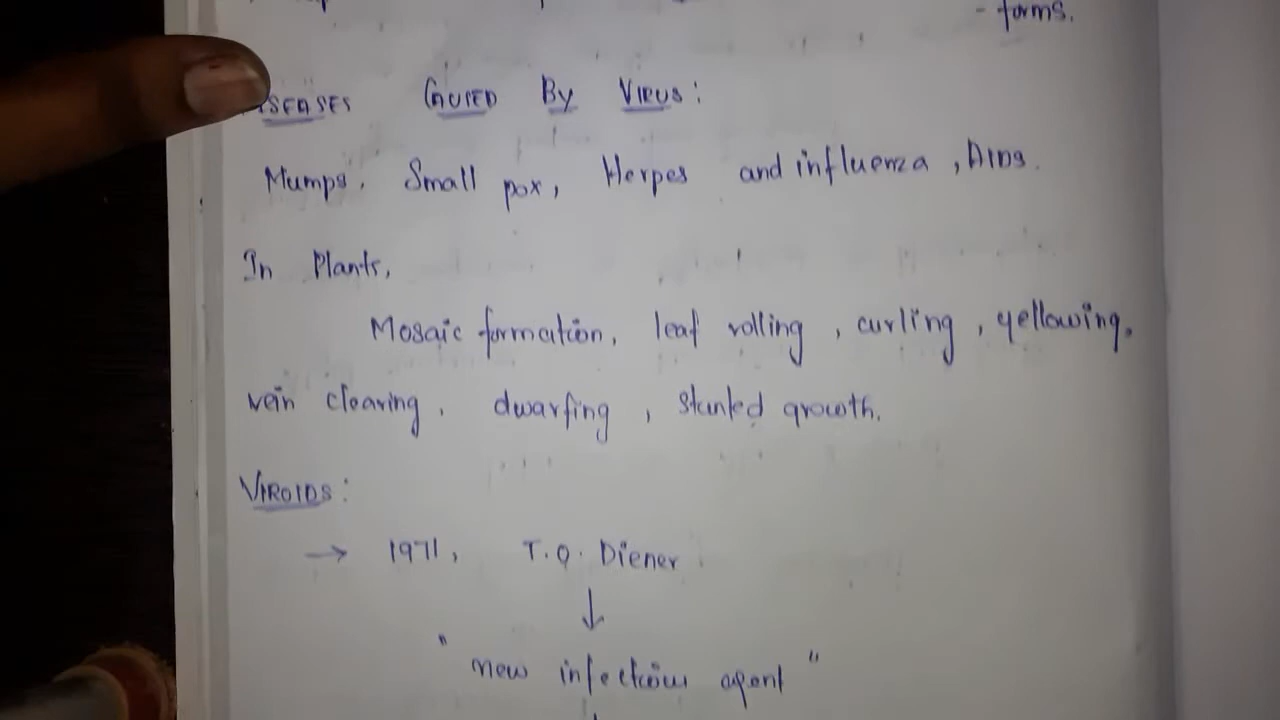 - forms.
ISEASES CAUSED BY VIRUS:
Mumps, Small pox, Herpes and influenza, AIDS.
In Plants,
Mosaic formation, leaf rolling, curling, yellowing,
vein clearing, dwarfing, stunted growth.
VIROIDS:
→ 1971, T.O. Diener
↓
"new infectious agent"